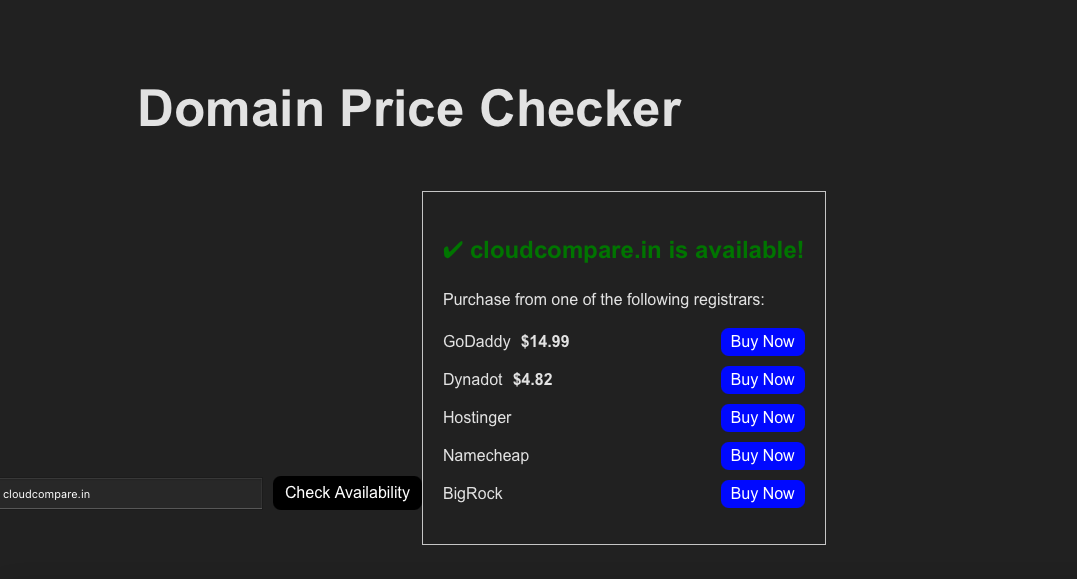 Domain Price Checker
✔ cloudcompare.in is available!
Purchase from one of the following registrars:
GoDaddy $14.99 Buy Now
Dynadot $4.82 Buy Now
Hostinger Buy Now
Namecheap Buy Now
BigRock Buy Now
cloudcompare.in Check Availability